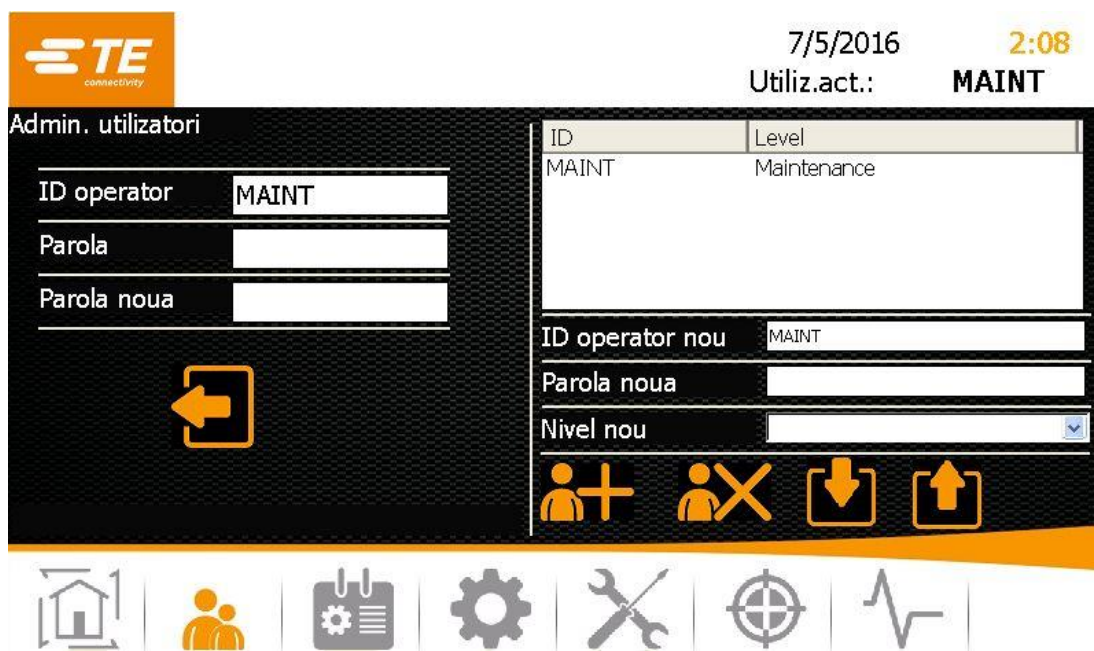 TE
connectivity
7/5/2016 2:08
Utiliz.act.: MAINT
Admin. utilizatori
ID operator MAINT
Parola
Parola noua
ID Level
MAINT Maintenance
ID operator nou MAINT
Parola noua
Nivel nou